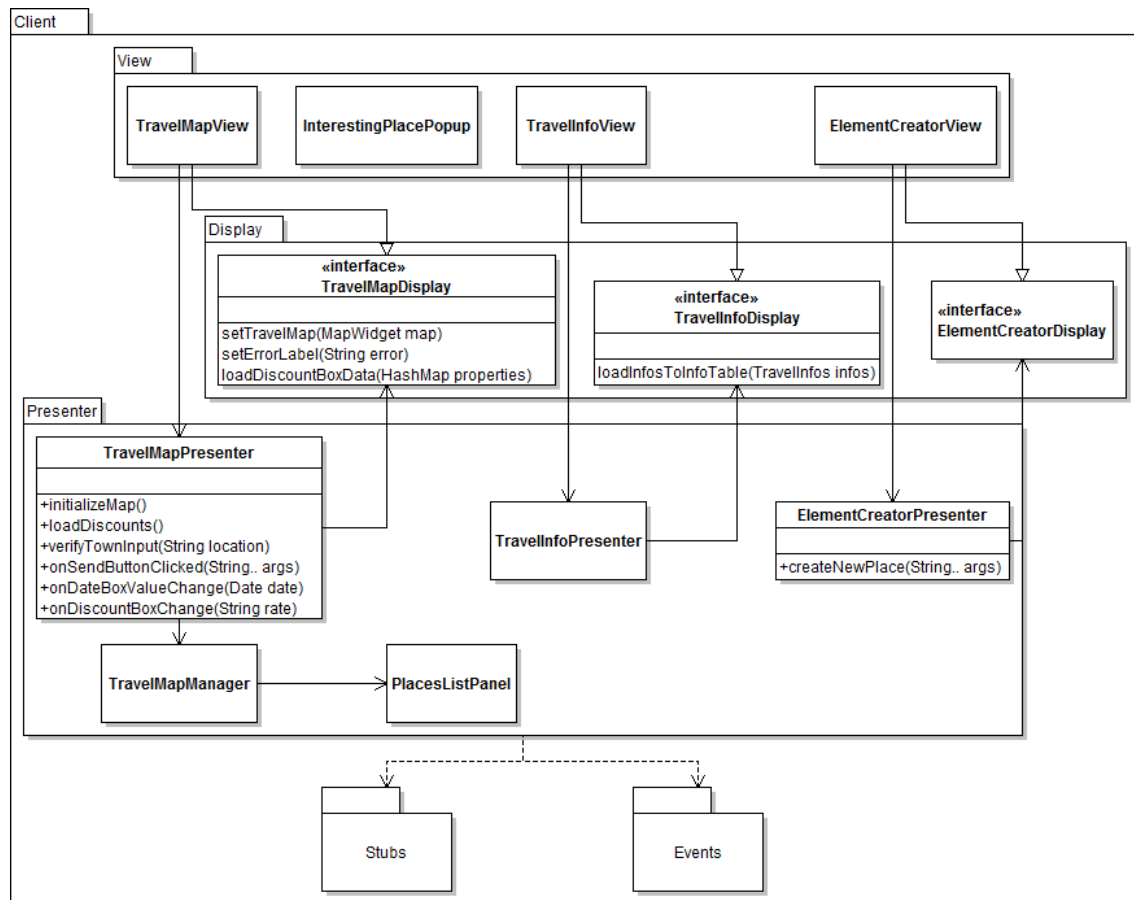 Client
View
TravelMapView
InterestingPlacePopup
TravelInfoView
ElementCreatorView
Display
«interface»
TravelMapDisplay
setTravelMap(MapWidget map)
setErrorLabel(String error)
loadDiscountBoxData(HashMap properties)
«interface»
TravelInfoDisplay
loadInfosToInfoTable(TravelInfos infos)
«interface»
ElementCreatorDisplay
Presenter
TravelMapPresenter
+initializeMap()
+loadDiscounts()
+verifyTownInput(String location)
+onSendButtonClicked(String.. args)
+onDateBoxValueChange(Date date)
+onDiscountBoxChange(String rate)
TravelInfoPresenter
ElementCreatorPresenter
+createNewPlace(String.. args)
TravelMapManager
PlacesListPanel
Stubs
Events